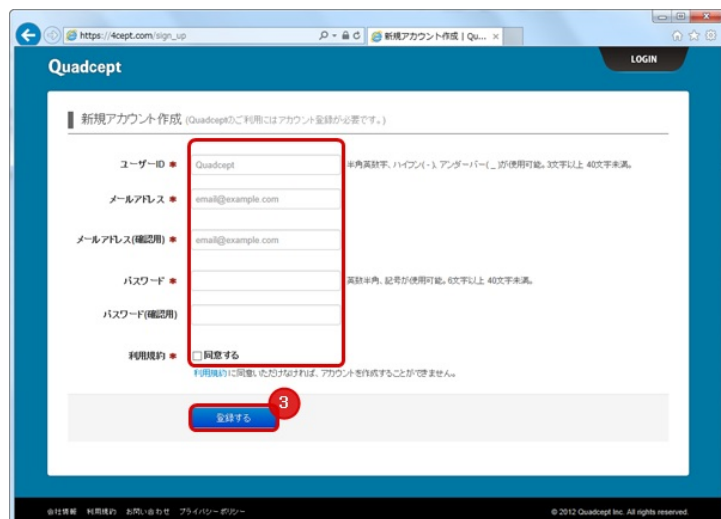 https://4cept.com/sign_up
新規アカウント作成 | Qu...
Quadcept
LOGIN
新規アカウント作成 (Quadceptのご利用にはアカウント登録が必要です。)
ユーザーID * Quadcept 半角英数字、ハイフン( - )、アンダーバー( _ )が使用可能。3文字以上 40文字未満。
メールアドレス * email@example.com
メールアドレス(確認用) * email@example.com
パスワード * 英数半角、記号が使用可能。6文字以上 40文字未満。
パスワード(確認用)
利用規約 * 同意する
利用規約に同意いただけなければ、アカウントを作成することができません。
3
登録する
会社情報 利用規約 お問い合わせ プライバシーポリシー © 2012 Quadcept Inc. All rights reserved.